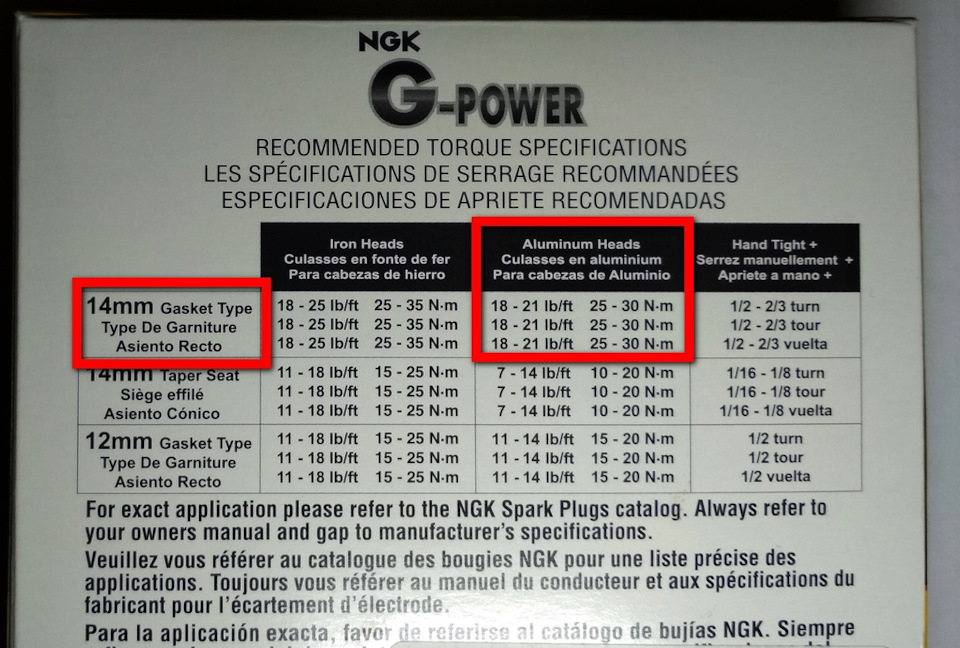 NGK
G-POWER
RECOMMENDED TORQUE SPECIFICATIONS
LES SPÉCIFICATIONS DE SERRAGE RECOMMANDÉES
ESPECIFICACIONES DE APRIETE RECOMENDADAS
Iron Heads Aluminum Heads Hand Tight +
Culasses en fonte de fer Culasses en aluminium Serrez manuellement +
Para cabezas de hierro Para cabezas de Aluminio Apriete a mano +
14mm Gasket Type 18 - 25 lb/ft 25 - 35 N·m 18 - 21 lb/ft 25 - 30 N·m 1/2 - 2/3 turn
Type De Garniture 18 - 25 lb/ft 25 - 35 N·m 18 - 21 lb/ft 25 - 30 N·m 1/2 - 2/3 tour
Asiento Recto 18 - 25 lb/ft 25 - 35 N·m 18 - 21 lb/ft 25 - 30 N·m 1/2 - 2/3 vuelta
14mm Taper Seat 11 - 18 lb/ft 15 - 25 N·m 7 - 14 lb/ft 10 - 20 N·m 1/16 - 1/8 turn
Siège effilé 11 - 18 lb/ft 15 - 25 N·m 7 - 14 lb/ft 10 - 20 N·m 1/16 - 1/8 tour
Asiento Cónico 11 - 18 lb/ft 15 - 25 N·m 7 - 14 lb/ft 10 - 20 N·m 1/16 - 1/8 vuelta
12mm Gasket Type 11 - 18 lb/ft 15 - 25 N·m 11 - 14 lb/ft 15 - 20 N·m 1/2 turn
Type De Garniture 11 - 18 lb/ft 15 - 25 N·m 11 - 14 lb/ft 15 - 20 N·m 1/2 tour
Asiento Recto 11 - 18 lb/ft 15 - 25 N·m 11 - 14 lb/ft 15 - 20 N·m 1/2 vuelta
For exact application please refer to the NGK Spark Plugs catalog. Always refer to
your owners manual and gap to manufacturer's specifications.
Veuillez vous référer au catalogue des bougies NGK pour une liste précise des
applications. Toujours vous référer au manuel du conducteur et aux spécifications du
fabricant pour l'écartement d'électrode.
Para la aplicación exacta, favor de referirse al catálogo de bujías NGK. Siempre